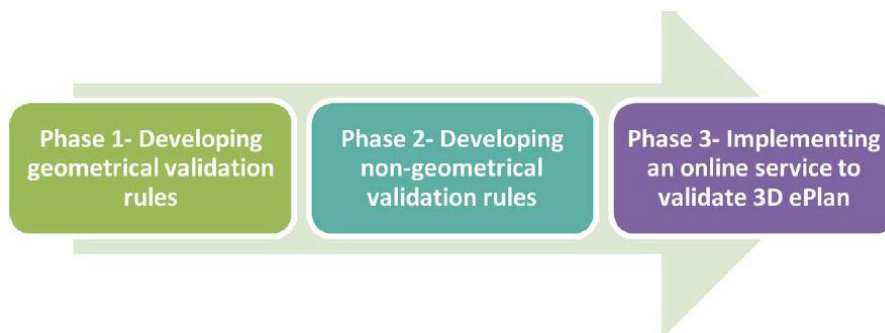 Phase 1- Developing
geometrical validation
rules
Phase 2- Developing
non-geometrical
validation rules
Phase 3- Implementing
an online service to
validate 3D ePlan